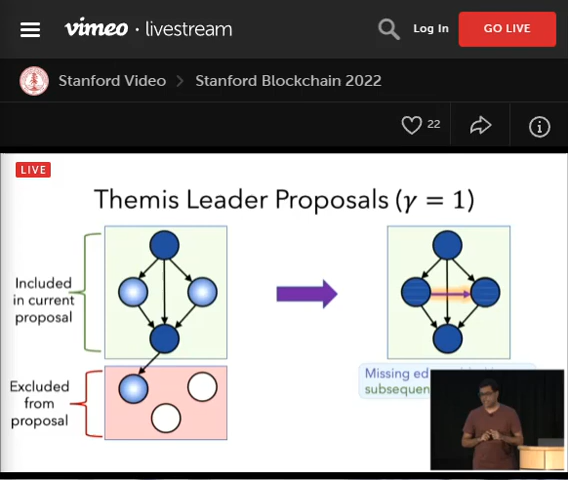 vimeo · livestream
Log In
GO LIVE
Stanford Video > Stanford Blockchain 2022
22
LIVE
Themis Leader Proposals (γ = 1)
Included
in current
proposal
Excluded
from
proposal
Missing
subsequen